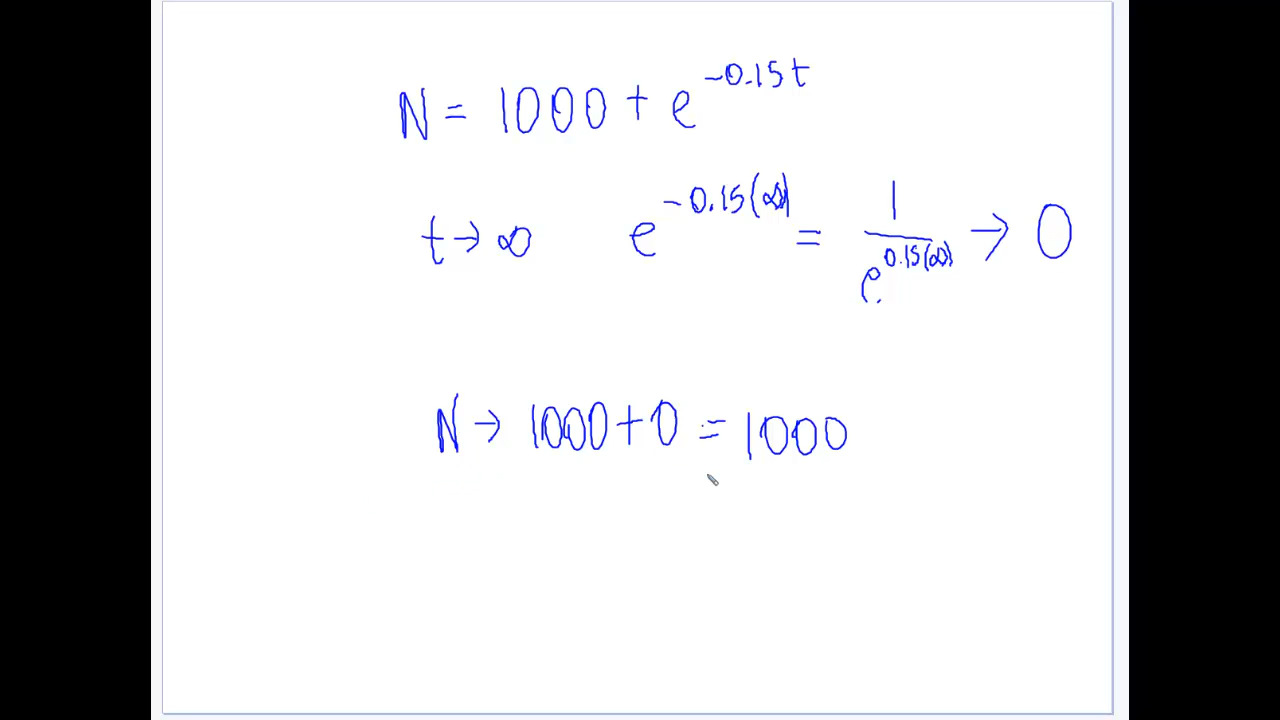 N = 1000 + e^{-0.15t}
t → ∞ e^{-0.15(∞)} = 1/e^{0.15(∞)} → 0
N → 1000 + 0 = 1000